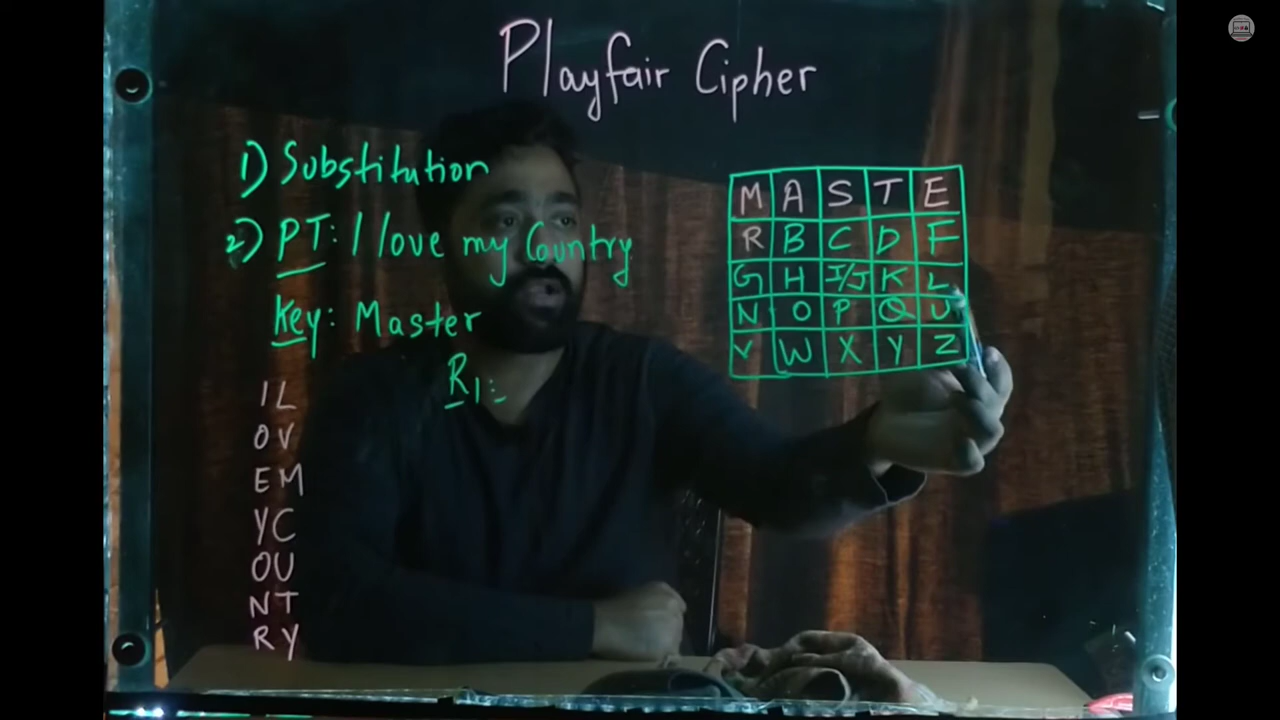 Playfair Cipher
1) Substitution
2) PT: I love my Country
Key: Master
R1:
IL
OV
EM
YC
OU
NT
RY
M A S T E
R B C D F
G H I/J K L
N O P Q U
V W X Y Z